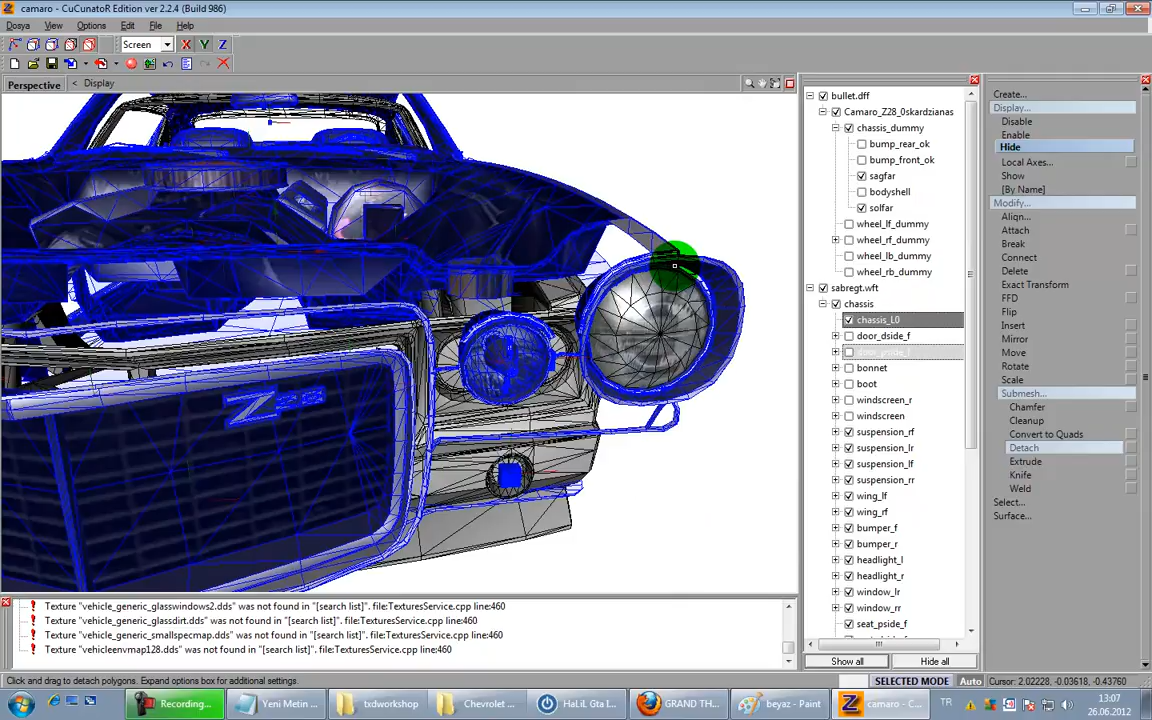 camaro - CuCunatoR Edition ver 2.2.4 (Build 986)
Dosya View Options Edit File Help
Screen X Y Z
Perspective < Display
Texture "vehicle_generic_glasswindows2.dds" was not found in "[search list]". file:TexturesService.cpp line:460
Texture "vehicle_generic_glassdirt.dds" was not found in "[search list]". file:TexturesService.cpp line:460
Texture "vehicle_generic_smallspecmap.dds" was not found in "[search list]". file:TexturesService.cpp line:460
Texture "vehicleenvmap128.dds" was not found in "[search list]". file:TexturesService.cpp line:460
bullet.dff
Camaro_Z28_0skardzianas
chassis_dummy
bump_rear_ok
bump_front_ok
sagfar
bodyshell
solfar
wheel_lf_dummy
wheel_rf_dummy
wheel_lb_dummy
wheel_rb_dummy
sabregt.wft
chassis
chassis_L0
door_dside_f
door_pside_f
bonnet
boot
windscreen_r
windscreen
suspension_rf
suspension_lr
suspension_lf
suspension_rr
wing_lf
wing_rf
bumper_f
bumper_r
headlight_l
headlight_r
window_lr
window_rr
seat_pside_f
Show all Hide all
Create...
Display...
Disable
Enable
Hide
Local Axes...
Show
[By Name]
Modify...
Align...
Attach
Break
Connect
Delete
Exact Transform
FFD
Flip
Insert
Mirror
Move
Rotate
Scale
Submesh...
Chamfer
Cleanup
Convert to Quads
Detach
Extrude
Knife
Weld
Select...
Surface...
Click and drag to detach polygons. Expand options box for additional settings.
SELECTED MODE Auto Cursor: 2.02228, -0.03618, -0.43760
Recording... Yeni Metin ... txdworkshop Chevrolet ... HaLiL Gta I... GRAND TH... beyaz - Paint camaro - C... TR 13:07
26.06.2012